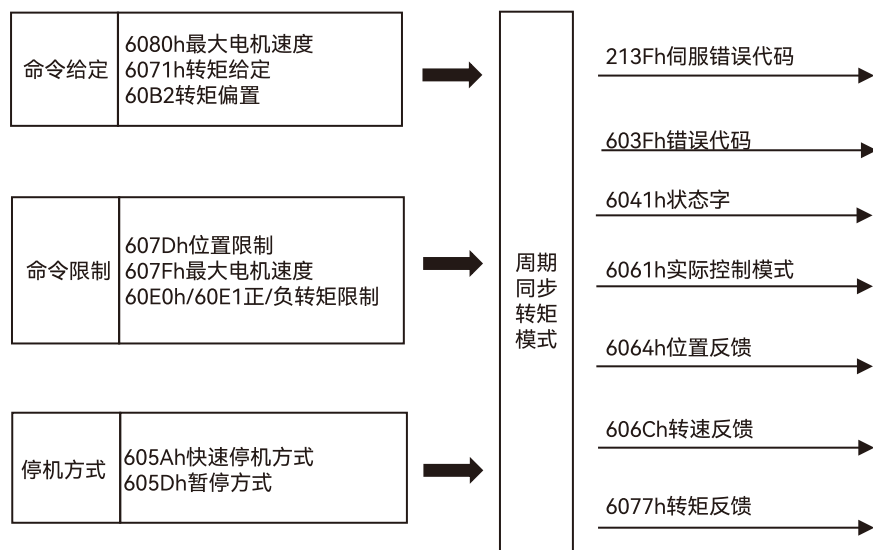 命令给定
6080h最大电机速度
6071h转矩给定
60B2转矩偏置
命令限制
607Dh位置限制
607Fh最大电机速度
60E0h/60E1正/负转矩限制
停机方式
605Ah快速停机方式
605Dh暂停方式
周期
同步
转矩
模式
213Fh伺服错误代码
603Fh错误代码
6041h状态字
6061h实际控制模式
6064h位置反馈
606Ch转速反馈
6077h转矩反馈